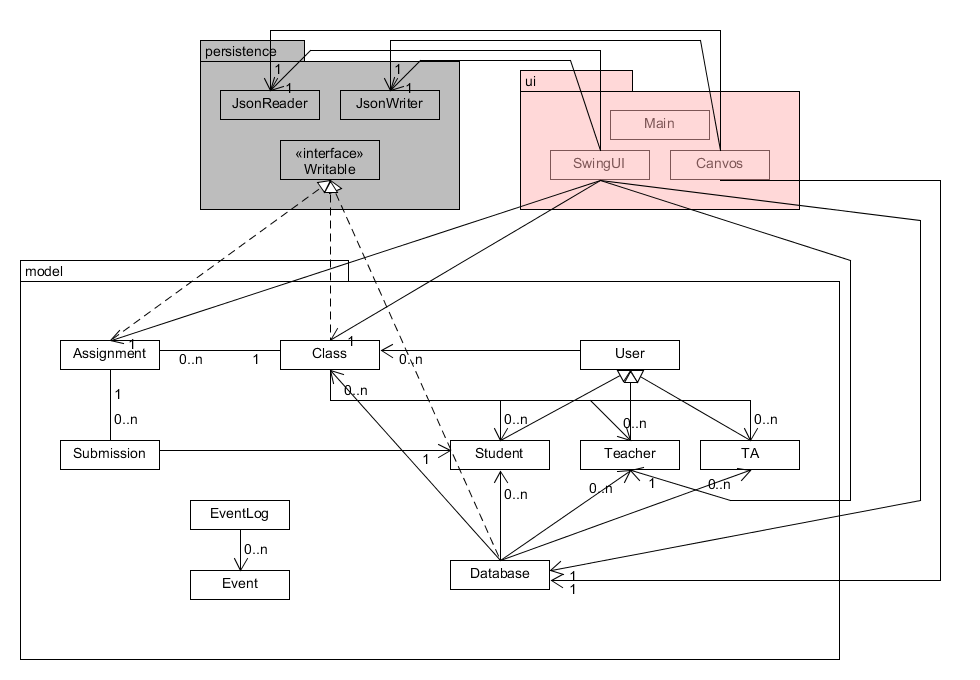 persistence
1
1
JsonReader
JsonWriter
1
1
«interface»
Writable
ui
Main
SwingUI
Canvos
model
Assignment
1
0..n
1
Class
1
0..n
User
1
0..n
0..n
0..n
0..n
0..n
Submission
1
Student
Teacher
TA
0..n
0..n
1
0..n
EventLog
0..n
Event
Database
1
1